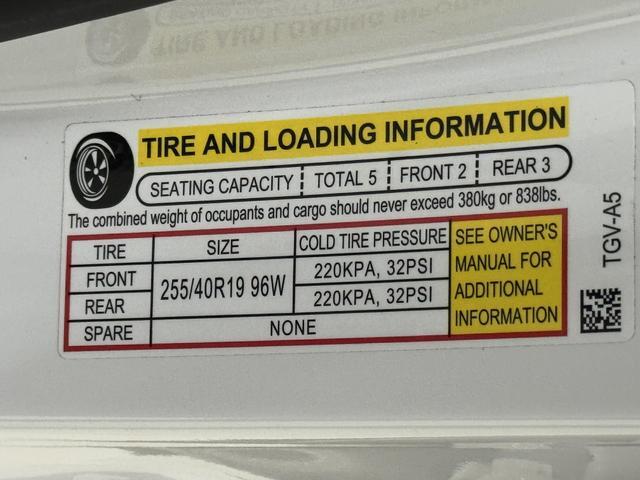 TIRE AND LOADING INFORMATION
SEATING CAPACITY TOTAL 5 FRONT 2 REAR 3
The combined weight of occupants and cargo should never exceed 380kg or 838lbs.
TIRE SIZE COLD TIRE PRESSURE
FRONT 255/40R19 96W 220KPA, 32PSI
REAR 220KPA, 32PSI
SPARE NONE
SEE OWNER'S
MANUAL FOR
ADDITIONAL
INFORMATION
TGV-A5